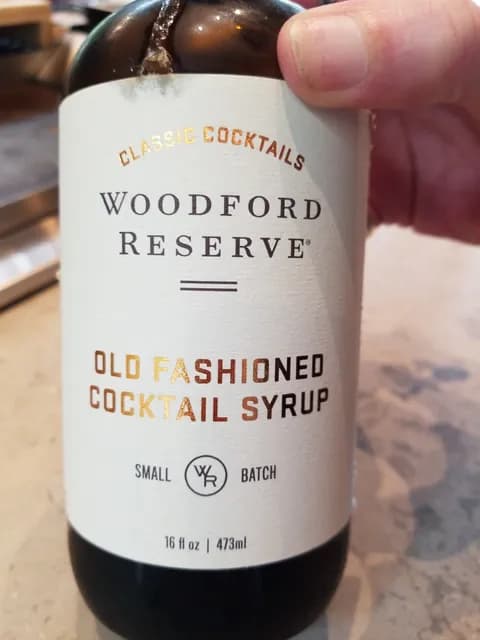 CLASSIC COCKTAILS
WOODFORD
RESERVE®
OLD FASHIONED
COCKTAIL SYRUP
SMALL WR BATCH
16 fl oz | 473ml